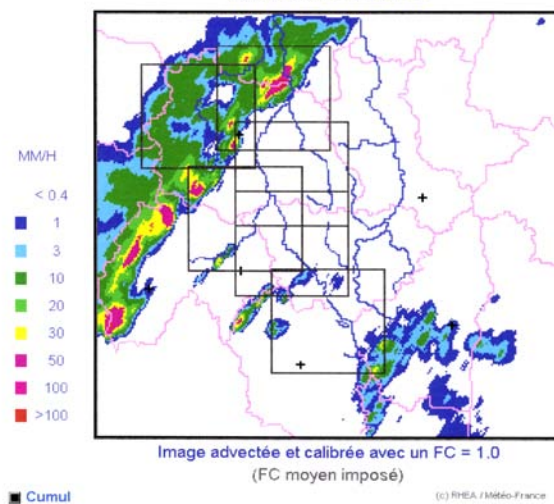 MM/H
< 0.4
1
3
10
20
30
50
100
>100
Image advectée et calibrée avec un FC = 1.0
(FC moyen imposé)
Cumul
(c) RHEA / Météo-France